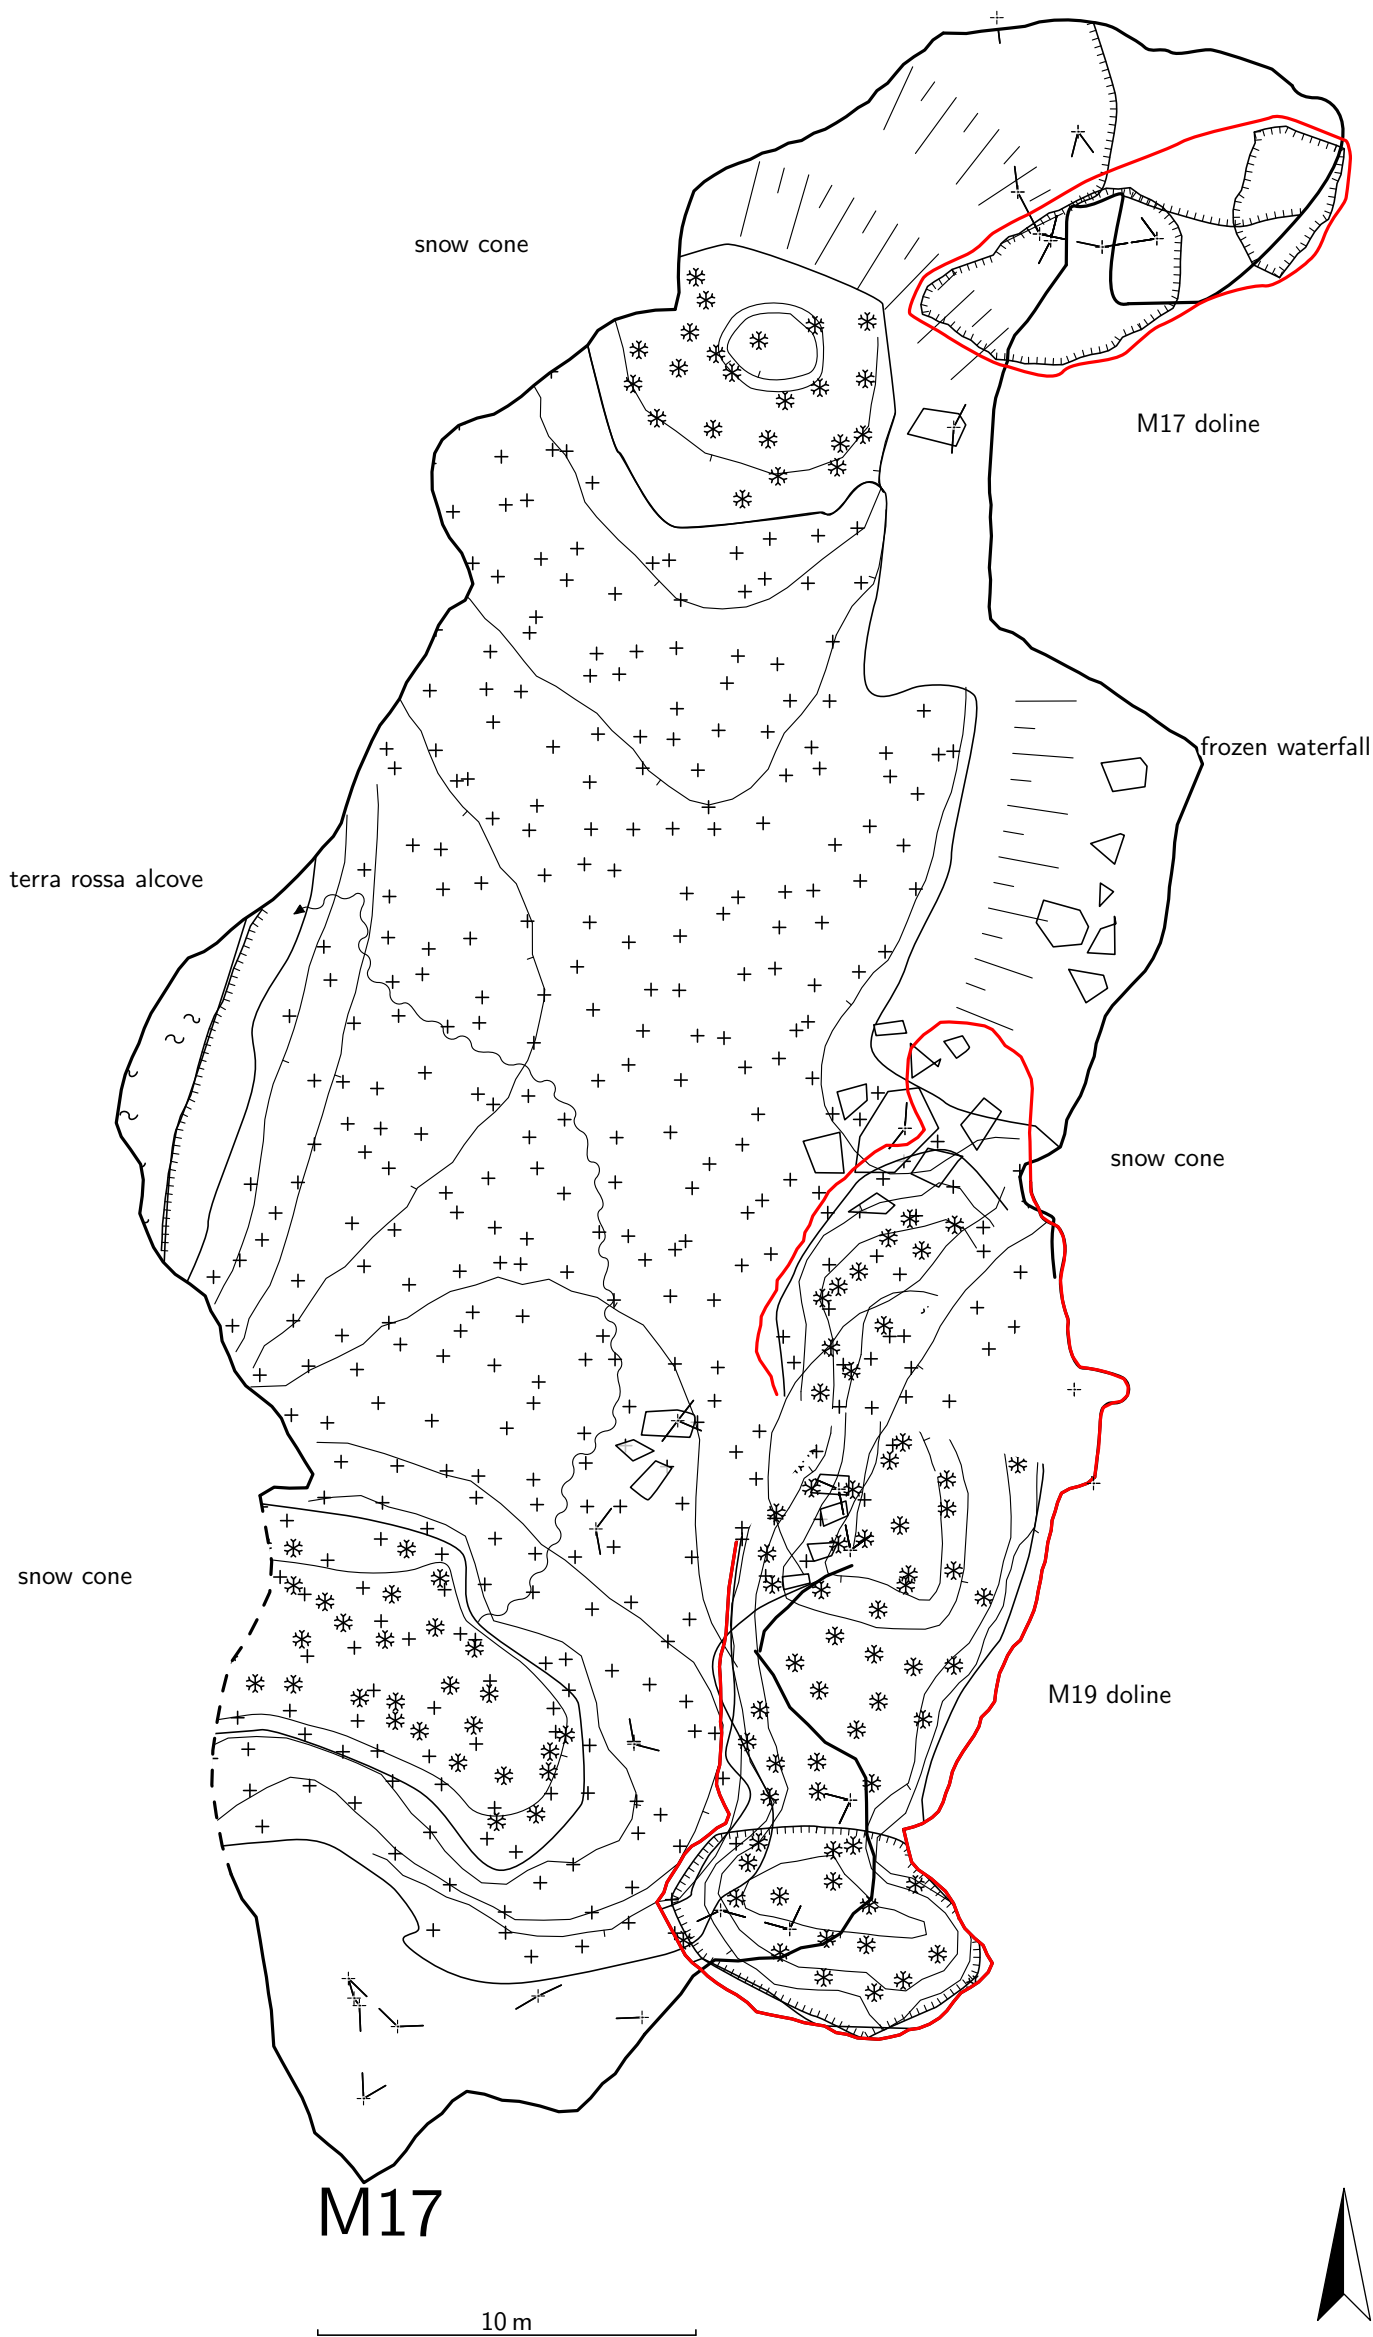 snow cone
M17 doline
frozen waterfall
terra rossa alcove
snow cone
snow cone
M19 doline
M17
10 m